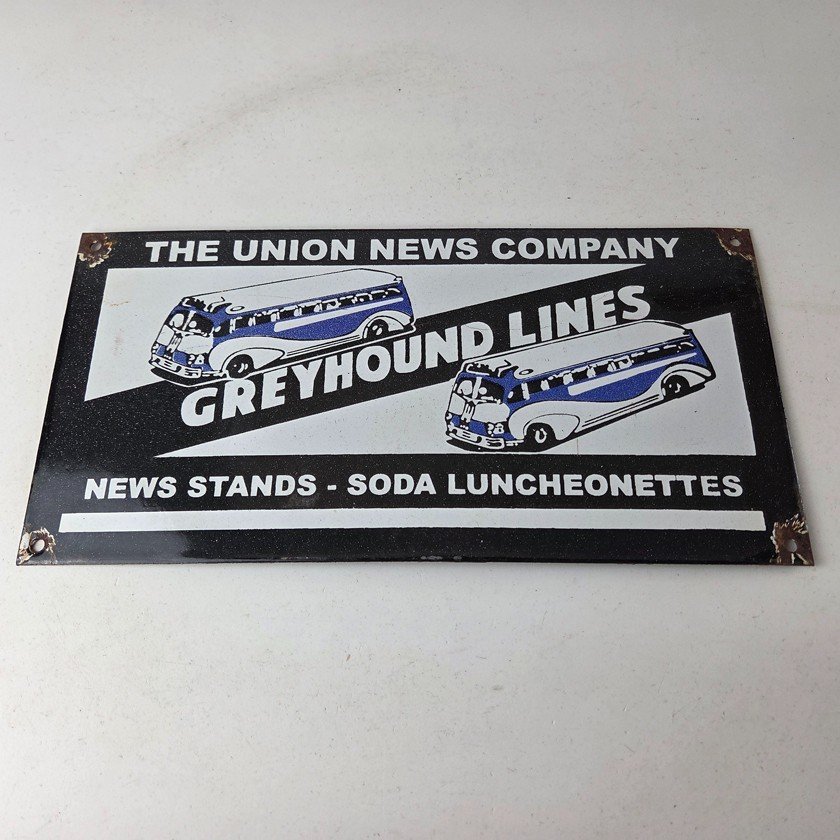 THE UNION NEWS COMPANY
GREYHOUND LINES
NEWS STANDS - SODA LUNCHEONETTES